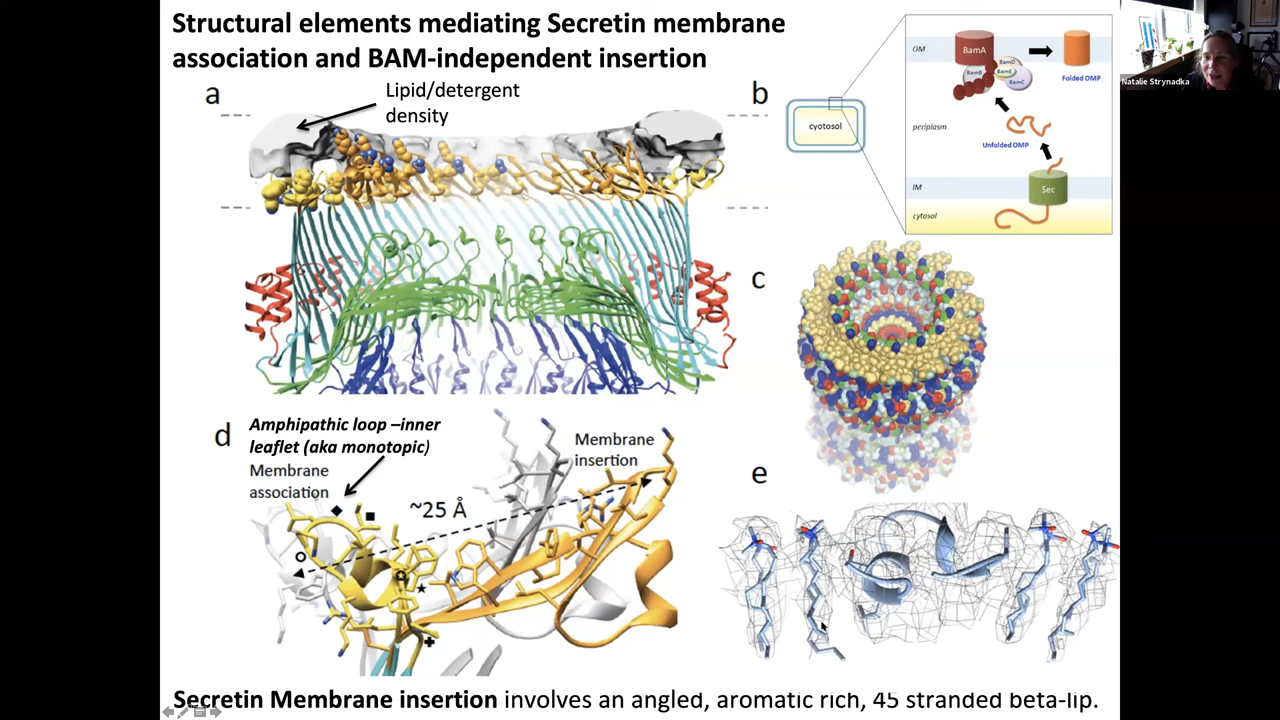 Structural elements mediating Secretin membrane
association and BAM-independent insertion
a
Lipid/detergent
density
b
cyotosol
OM
BamA
BamB
BamD
BamE
BamC
Folded OMP
periplasm
Unfolded OMP
IM
Sec
cytosol
Natalie Strynadka
c
d
Amphipathic loop –inner
leaflet (aka monotopic)
Membrane
association
~25 Å
Membrane
insertion
e
Secretin Membrane insertion involves an angled, aromatic rich, 45 stranded beta-lip.